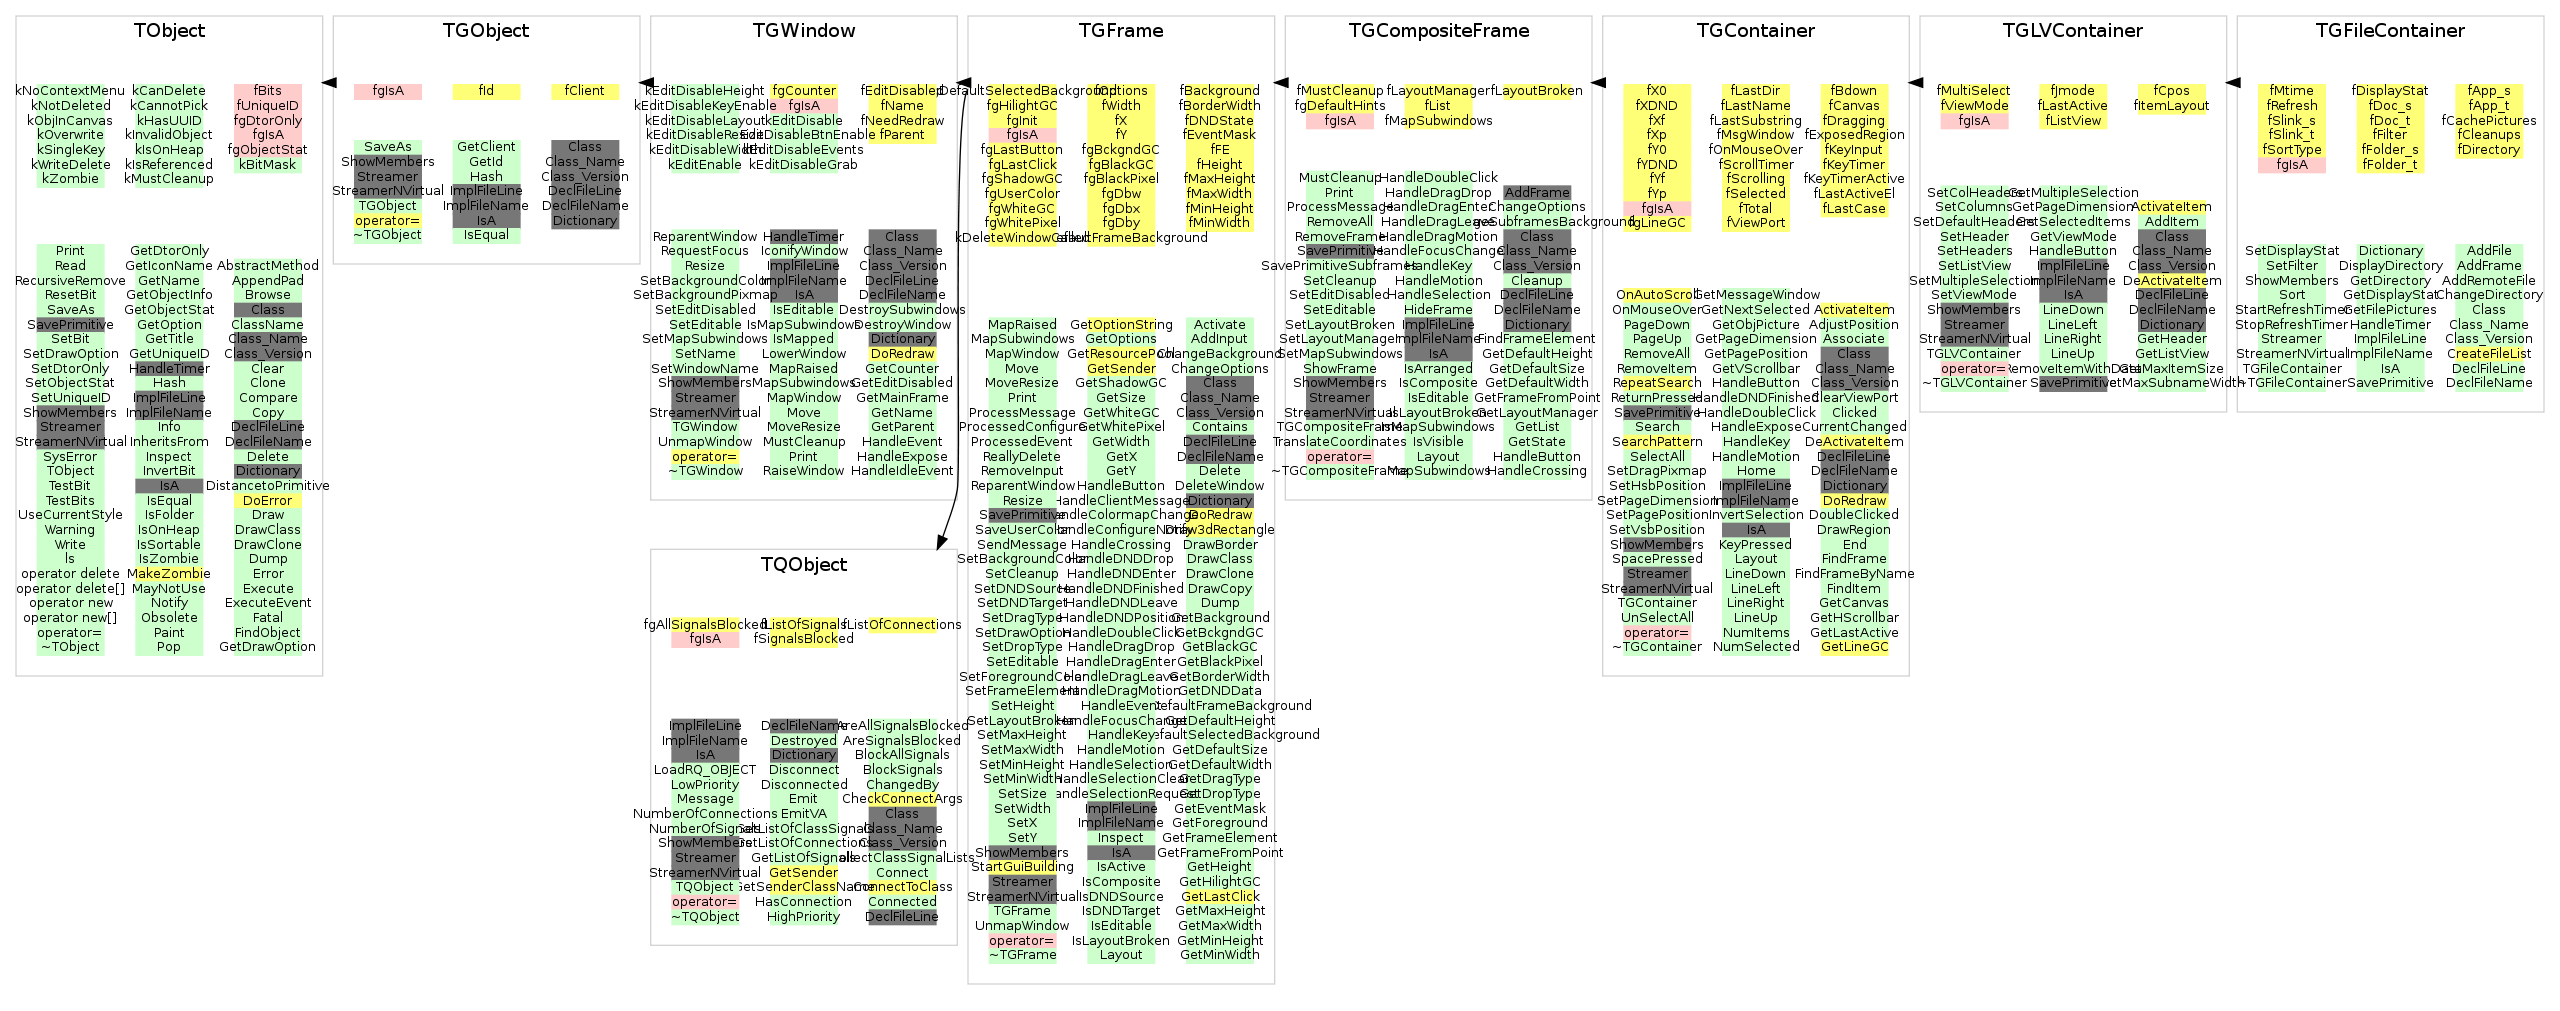 TObject
kNoContextMenu
kNotDeleted
kObjInCanvas
kOverwrite
kSingleKey
kWriteDelete
kZombie
kCanDelete
kCannotPick
kHasUUID
kInvalidObject
kIsOnHeap
kIsReferenced
kMustCleanup
fBits
fUniqueID
fgDtorOnly
fgIsA
fgObjectStat
kBitMask
Print
Read
RecursiveRemove
ResetBit
SaveAs
SavePrimitive
SetBit
SetDrawOption
SetDtorOnly
SetObjectStat
SetUniqueID
ShowMembers
Streamer
StreamerNVirtual
SysError
TObject
TestBit
TestBits
UseCurrentStyle
Warning
Write
ls
operator delete
operator delete[]
operator new
operator new[]
operator=
~TObject
GetDtorOnly
GetIconName
GetName
GetObjectInfo
GetObjectStat
GetOption
GetTitle
GetUniqueID
HandleTimer
Hash
ImplFileLine
ImplFileName
Info
InheritsFrom
Inspect
InvertBit
IsA
IsEqual
IsFolder
IsOnHeap
IsSortable
IsZombie
MakeZombie
MayNotUse
Notify
Obsolete
Paint
Pop
AbstractMethod
AppendPad
Browse
Class
ClassName
Class_Name
Class_Version
Clear
Clone
Compare
Copy
DeclFileLine
DeclFileName
Delete
Dictionary
DistancetoPrimitive
DoError
Draw
DrawClass
DrawClone
Dump
Error
Execute
ExecuteEvent
Fatal
FindObject
GetDrawOption
TGObject
fgIsA
fId
fClient
SaveAs
ShowMembers
Streamer
StreamerNVirtual
TGObject
operator=
~TGObject
GetClient
GetId
Hash
ImplFileLine
ImplFileName
IsA
IsEqual
Class
Class_Name
Class_Version
DeclFileLine
DeclFileName
Dictionary
TGWindow
kEditDisableHeight
kEditDisableKeyEnable
kEditDisableLayout
kEditDisableResize
kEditDisableWidth
kEditEnable
fgCounter
fgIsA
kEditDisable
kEditDisableBtnEnable
kEditDisableEvents
kEditDisableGrab
fEditDisabled
fName
fNeedRedraw
fParent
ReparentWindow
RequestFocus
Resize
SetBackgroundColor
SetBackgroundPixmap
SetEditDisabled
SetEditable
SetMapSubwindows
SetName
SetWindowName
ShowMembers
Streamer
StreamerNVirtual
TGWindow
UnmapWindow
operator=
~TGWindow
HandleTimer
IconifyWindow
ImplFileLine
ImplFileName
IsA
IsEditable
IsMapSubwindows
IsMapped
LowerWindow
MapRaised
MapSubwindows
MapWindow
Move
MoveResize
MustCleanup
Print
RaiseWindow
Class
Class_Name
Class_Version
DeclFileLine
DeclFileName
DestroySubwindows
DestroyWindow
Dictionary
DoRedraw
GetCounter
GetEditDisabled
GetMainFrame
GetName
GetParent
HandleEvent
HandleExpose
HandleIdleEvent
TQObject
fgAllSignalsBlocked
fgIsA
fListOfSignals
fSignalsBlocked
fListOfConnections
ImplFileLine
ImplFileName
IsA
LoadRQ_OBJECT
LowPriority
Message
NumberOfConnections
NumberOfSignals
ShowMembers
Streamer
StreamerNVirtual
TQObject
operator=
~TQObject
DeclFileName
Destroyed
Dictionary
Disconnect
Disconnected
Emit
EmitVA
GetListOfClassSignals
GetListOfConnections
GetListOfSignals
GetSender
GetSenderClassName
HasConnection
HighPriority
AreAllSignalsBlocked
AreSignalsBlocked
BlockAllSignals
BlockSignals
ChangedBy
CheckConnectArgs
Class
Class_Name
Class_Version
CollectClassSignalLists
Connect
ConnectToClass
Connected
DeclFileLine
TGFrame
fgDefaultSelectedBackground
fgHilightGC
fgInit
fgIsA
fgLastButton
fgLastClick
fgShadowGC
fgUserColor
fgWhiteGC
fgWhitePixel
kDeleteWindowCalled
fOptions
fWidth
fX
fY
fgBckgndGC
fgBlackGC
fgBlackPixel
fgDbw
fgDbx
fgDby
fgDefaultFrameBackground
fBackground
fBorderWidth
fDNDState
fEventMask
fFE
fHeight
fMaxHeight
fMaxWidth
fMinHeight
fMinWidth
MapRaised
MapSubwindows
MapWindow
Move
MoveResize
Print
ProcessMessage
ProcessedConfigure
ProcessedEvent
ReallyDelete
RemoveInput
ReparentWindow
Resize
SavePrimitive
SaveUserColor
SendMessage
SetBackgroundColor
SetCleanup
SetDNDSource
SetDNDTarget
SetDragType
SetDrawOption
SetDropType
SetEditable
SetForegroundColor
SetFrameElement
SetHeight
SetLayoutBroken
SetMaxHeight
SetMaxWidth
SetMinHeight
SetMinWidth
SetSize
SetWidth
SetX
SetY
ShowMembers
StartGuiBuilding
Streamer
StreamerNVirtual
TGFrame
UnmapWindow
operator=
~TGFrame
GetOptionString
GetOptions
GetResourcePool
GetSender
GetShadowGC
GetSize
GetWhiteGC
GetWhitePixel
GetWidth
GetX
GetY
HandleButton
HandleClientMessage
HandleColormapChange
HandleConfigureNotify
HandleCrossing
HandleDNDDrop
HandleDNDEnter
HandleDNDFinished
HandleDNDLeave
HandleDNDPosition
HandleDoubleClick
HandleDragDrop
HandleDragEnter
HandleDragLeave
HandleDragMotion
HandleEvent
HandleFocusChange
HandleKey
HandleMotion
HandleSelection
HandleSelectionClear
HandleSelectionRequest
ImplFileLine
ImplFileName
Inspect
IsA
IsActive
IsComposite
IsDNDSource
IsDNDTarget
IsEditable
IsLayoutBroken
Layout
Activate
AddInput
ChangeBackground
ChangeOptions
Class
Class_Name
Class_Version
Contains
DeclFileLine
DeclFileName
Delete
DeleteWindow
Dictionary
DoRedraw
Draw3dRectangle
DrawBorder
DrawClass
DrawClone
DrawCopy
Dump
GetBackground
GetBckgndGC
GetBlackGC
GetBlackPixel
GetBorderWidth
GetDNDData
GetDefaultFrameBackground
GetDefaultHeight
GetDefaultSelectedBackground
GetDefaultSize
GetDefaultWidth
GetDragType
GetDropType
GetEventMask
GetForeground
GetFrameElement
GetFrameFromPoint
GetHeight
GetHilightGC
GetLastClick
GetMaxHeight
GetMaxWidth
GetMinHeight
GetMinWidth
TGCompositeFrame
fMustCleanup
fgDefaultHints
fgIsA
fLayoutManager
fList
fMapSubwindows
fLayoutBroken
MustCleanup
Print
ProcessMessage
RemoveAll
RemoveFrame
SavePrimitive
SavePrimitiveSubframes
SetCleanup
SetEditDisabled
SetEditable
SetLayoutBroken
SetLayoutManager
SetMapSubwindows
ShowFrame
ShowMembers
Streamer
StreamerNVirtual
TGCompositeFrame
TranslateCoordinates
operator=
~TGCompositeFrame
HandleDoubleClick
HandleDragDrop
HandleDragEnter
HandleDragLeave
HandleDragMotion
HandleFocusChange
HandleKey
HandleMotion
HandleSelection
HideFrame
ImplFileLine
ImplFileName
IsA
IsArranged
IsComposite
IsEditable
IsLayoutBroken
IsMapSubwindows
IsVisible
Layout
MapSubwindows
AddFrame
ChangeOptions
ChangeSubframesBackground
Class
Class_Name
Class_Version
Cleanup
DeclFileLine
DeclFileName
Dictionary
FindFrameElement
GetDefaultHeight
GetDefaultSize
GetDefaultWidth
GetFrameFromPoint
GetLayoutManager
GetList
GetState
HandleButton
HandleCrossing
TGContainer
fX0
fXND
fXf
fXp
fY0
fYND
fYf
fYp
fgIsA
fgLineGC
fLastDir
fLastName
fLastSubstring
fMsgWindow
fOnMouseOver
fScrollTimer
fScrolling
fSelected
fTotal
fViewPort
fBdown
fCanvas
fDragging
fExposedRegion
fKeyInput
fKeyTimer
fKeyTimerActive
fLastActiveEl
fLastCase
OnAutoScroll
OnMouseOver
PageDown
PageUp
RemoveAll
RemoveItem
RepeatSearch
ReturnPressed
SavePrimitive
Search
SearchPattern
SelectAll
SetDragPixmap
SetHsbPosition
SetPageDimension
SetPagePosition
SetVsbPosition
ShowMembers
SpacePressed
Streamer
StreamerNVirtual
TGContainer
UnSelectAll
operator=
~TGContainer
GetMessageWindow
GetNextSelected
GetObjPicture
GetPageDimension
GetPagePosition
GetVScrollbar
HandleButton
HandleDNDFinished
HandleDoubleClick
HandleExpose
HandleKey
HandleMotion
Home
ImplFileLine
ImplFileName
InvertSelection
IsA
KeyPressed
Layout
LineDown
LineLeft
LineRight
LineUp
NumItems
NumSelected
ActivateItem
AdjustPosition
Associate
Class
Class_Name
Class_Version
ClearViewPort
Clicked
CurrentChanged
DeActivateItem
DeclFileLine
DeclFileName
Dictionary
DoRedraw
DoubleClicked
DrawRegion
End
FindFrame
FindFrameByName
FindItem
GetCanvas
GetHScrollbar
GetLastActive
GetLineGC
TGLVContainer
fMultiSelect
fViewMode
fgIsA
fJmode
fLastActive
fListView
fCpos
fItemLayout
SetColHeaders
SetColumns
SetDefaultHeaders
SetHeader
SetHeaders
SetListView
SetMultipleSelection
SetViewMode
ShowMembers
Streamer
StreamerNVirtual
TGLVContainer
operator=
~TGLVContainer
GetMultipleSelection
GetPageDimension
GetSelectedItems
GetViewMode
HandleButton
ImplFileLine
ImplFileName
IsA
LineDown
LineLeft
LineRight
LineUp
RemoveItemWithData
SavePrimitive
ActivateItem
AddItem
Class
Class_Name
Class_Version
DeActivateItem
DeclFileLine
DeclFileName
Dictionary
GetHeader
GetListView
GetMaxItemSize
GetMaxSubnameWidth
TGFileContainer
fMtime
fRefresh
fSlink_s
fSlink_t
fSortType
fgIsA
fDisplayStat
fDoc_s
fDoc_t
fFilter
fFolder_s
fFolder_t
fApp_s
fApp_t
fCachePictures
fCleanups
fDirectory
SetDisplayStat
SetFilter
ShowMembers
Sort
StartRefreshTimer
StopRefreshTimer
Streamer
StreamerNVirtual
TGFileContainer
~TGFileContainer
Dictionary
DisplayDirectory
GetDirectory
GetDisplayStat
GetFilePictures
HandleTimer
ImplFileLine
ImplFileName
IsA
SavePrimitive
AddFile
AddFrame
AddRemoteFile
ChangeDirectory
Class
Class_Name
Class_Version
CreateFileList
DeclFileLine
DeclFileName